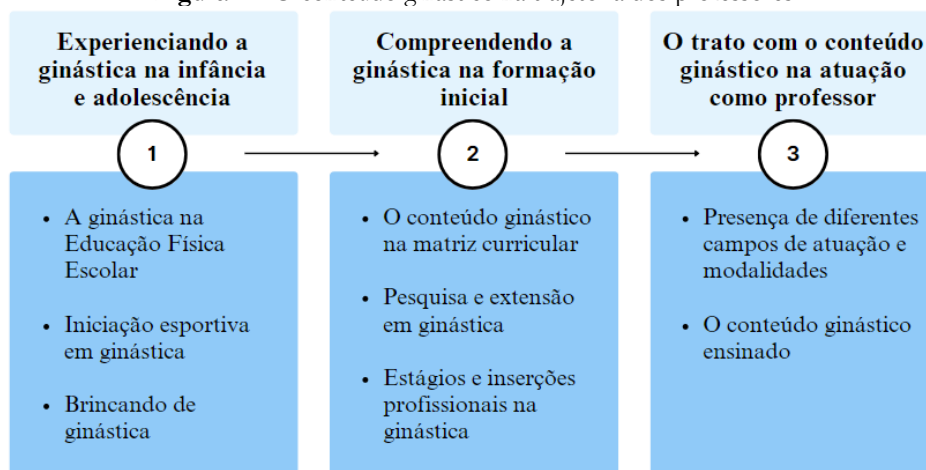 Experienciando a
ginástica na infância
e adolescência
1
• A ginástica na
Educação Física
Escolar
• Iniciação esportiva
em ginástica
• Brincando de
ginástica
Compreendendo a
ginástica na formação
inicial
2
• O conteúdo ginástico
na matriz curricular
• Pesquisa e extensão
em ginástica
• Estágios e inserções
profissionais na
ginástica
O trato com o conteúdo
ginástico na atuação
como professor
3
• Presença de diferentes
campos de atuação e
modalidades
• O conteúdo ginástico
ensinado